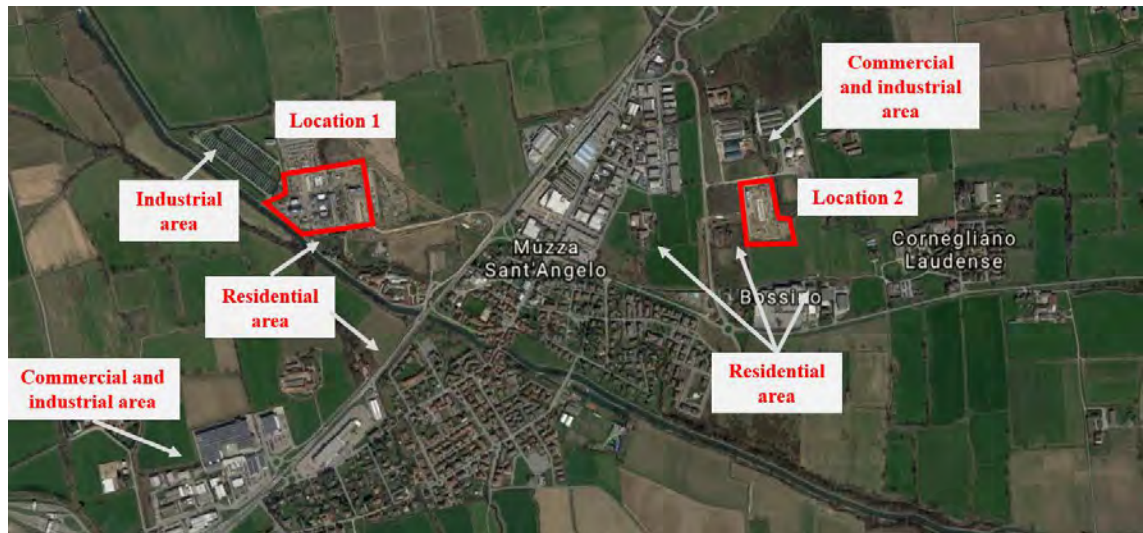 Commercial
and industrial
area
Location 1
Industrial
area
Location 2
Cornegliano
Laudense
Muzza
Sant'Angelo
Residential
area
Bossino
Residential
area
Commercial and
industrial area